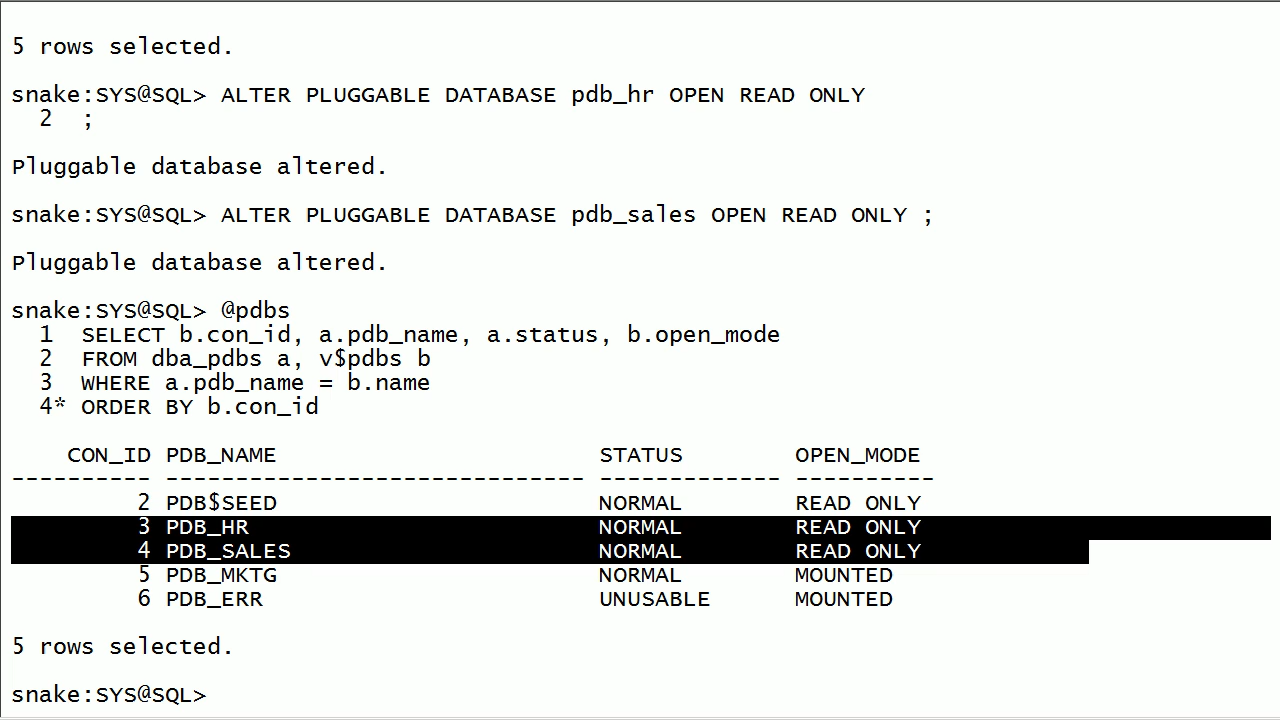 5 rows selected.
snake:SYS@SQL> ALTER PLUGGABLE DATABASE pdb_hr OPEN READ ONLY
  2  ;
Pluggable database altered.
snake:SYS@SQL> ALTER PLUGGABLE DATABASE pdb_sales OPEN READ ONLY ;
Pluggable database altered.
snake:SYS@SQL> @pdbs
  1  SELECT b.con_id, a.pdb_name, a.status, b.open_mode
  2  FROM dba_pdbs a, v$pdbs b
  3  WHERE a.pdb_name = b.name
  4* ORDER BY b.con_id
    CON_ID PDB_NAME                       STATUS        OPEN_MODE
---------- ------------------------------ ------------- ----------
         2 PDB$SEED                       NORMAL        READ ONLY
         3 PDB_HR                         NORMAL        READ ONLY
         4 PDB_SALES                      NORMAL        READ ONLY
         5 PDB_MKTG                       NORMAL        MOUNTED
         6 PDB_ERR                        UNUSABLE      MOUNTED
5 rows selected.
snake:SYS@SQL>